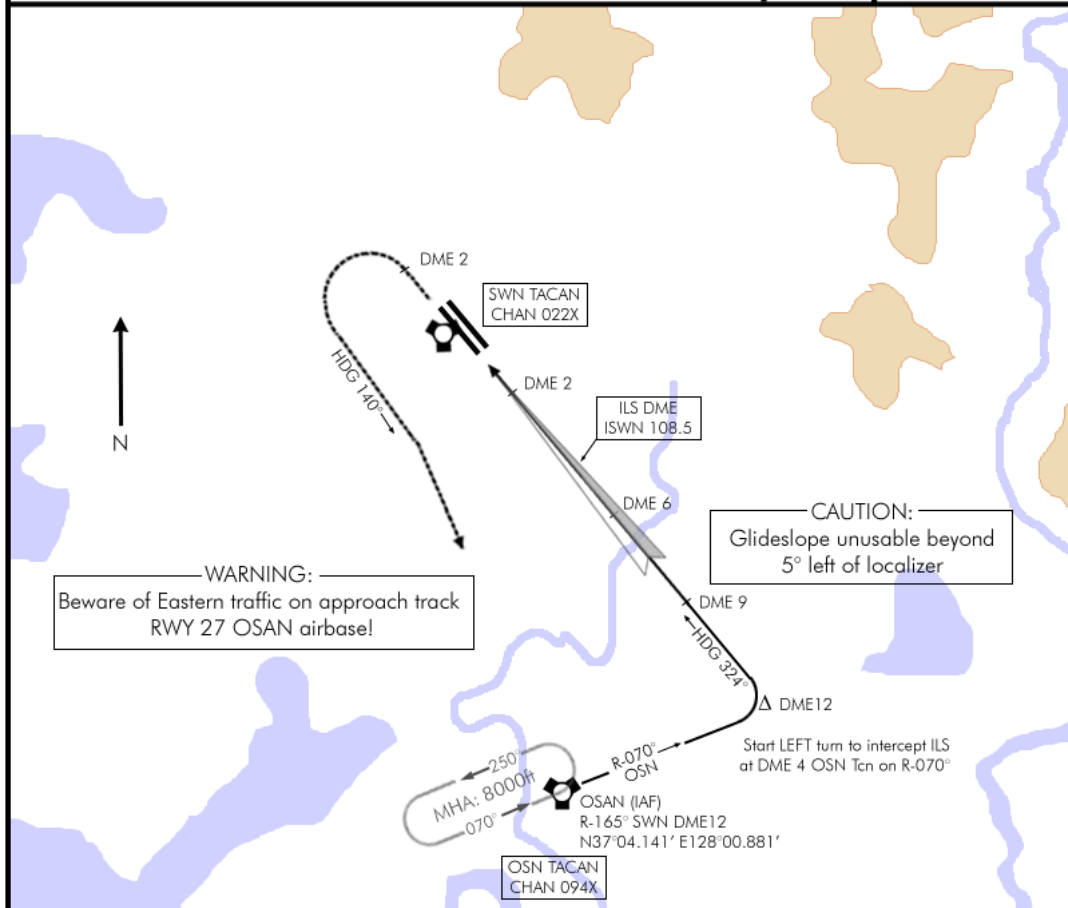 DME 2
SWN TACAN
CHAN 022X
HDG 140°
DME 2
ILS DME
ISWN 108.5
N
DME 6
CAUTION:
Glideslope unusable beyond
5° left of localizer
WARNING:
Beware of Eastern traffic on approach track
RWY 27 OSAN airbase!
DME 9
HDG 324°
DME12
Start LEFT turn to intercept ILS
at DME 4 OSN Tcn on R-070°
R-070°
OSN
250°
MHA: 8000ft
070°
OSAN (IAF)
R-165° SWN DME12
N37°04.141' E128°00.881'
OSN TACAN
CHAN 094X